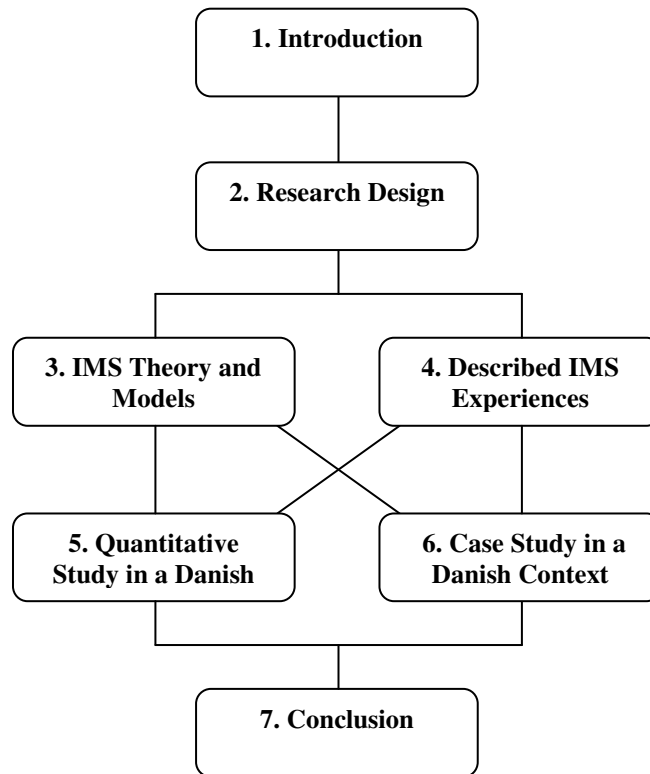 1. Introduction
2. Research Design
3. IMS Theory and
Models
4. Described IMS
Experiences
5. Quantitative
Study in a Danish
6. Case Study in a
Danish Context
7. Conclusion